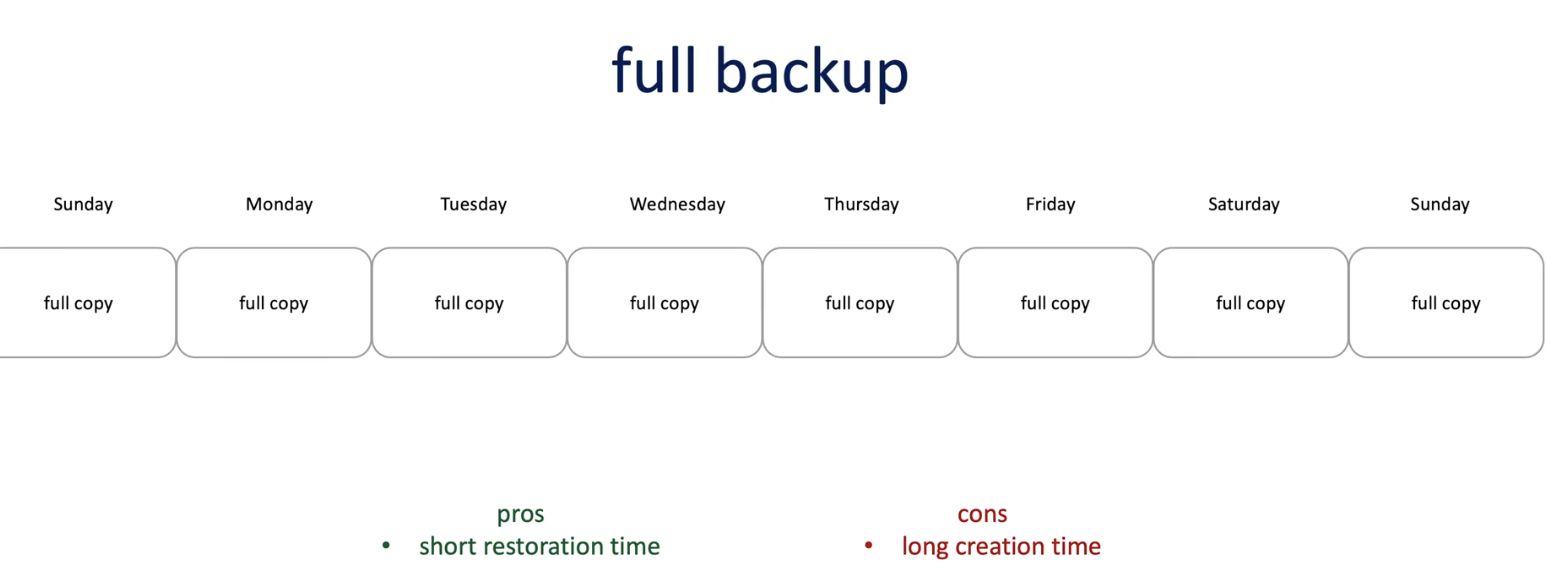 full backup
Sunday Monday Tuesday Wednesday Thursday Friday Saturday Sunday
full copy full copy full copy full copy full copy full copy full copy full copy
pros
• short restoration time
cons
• long creation time